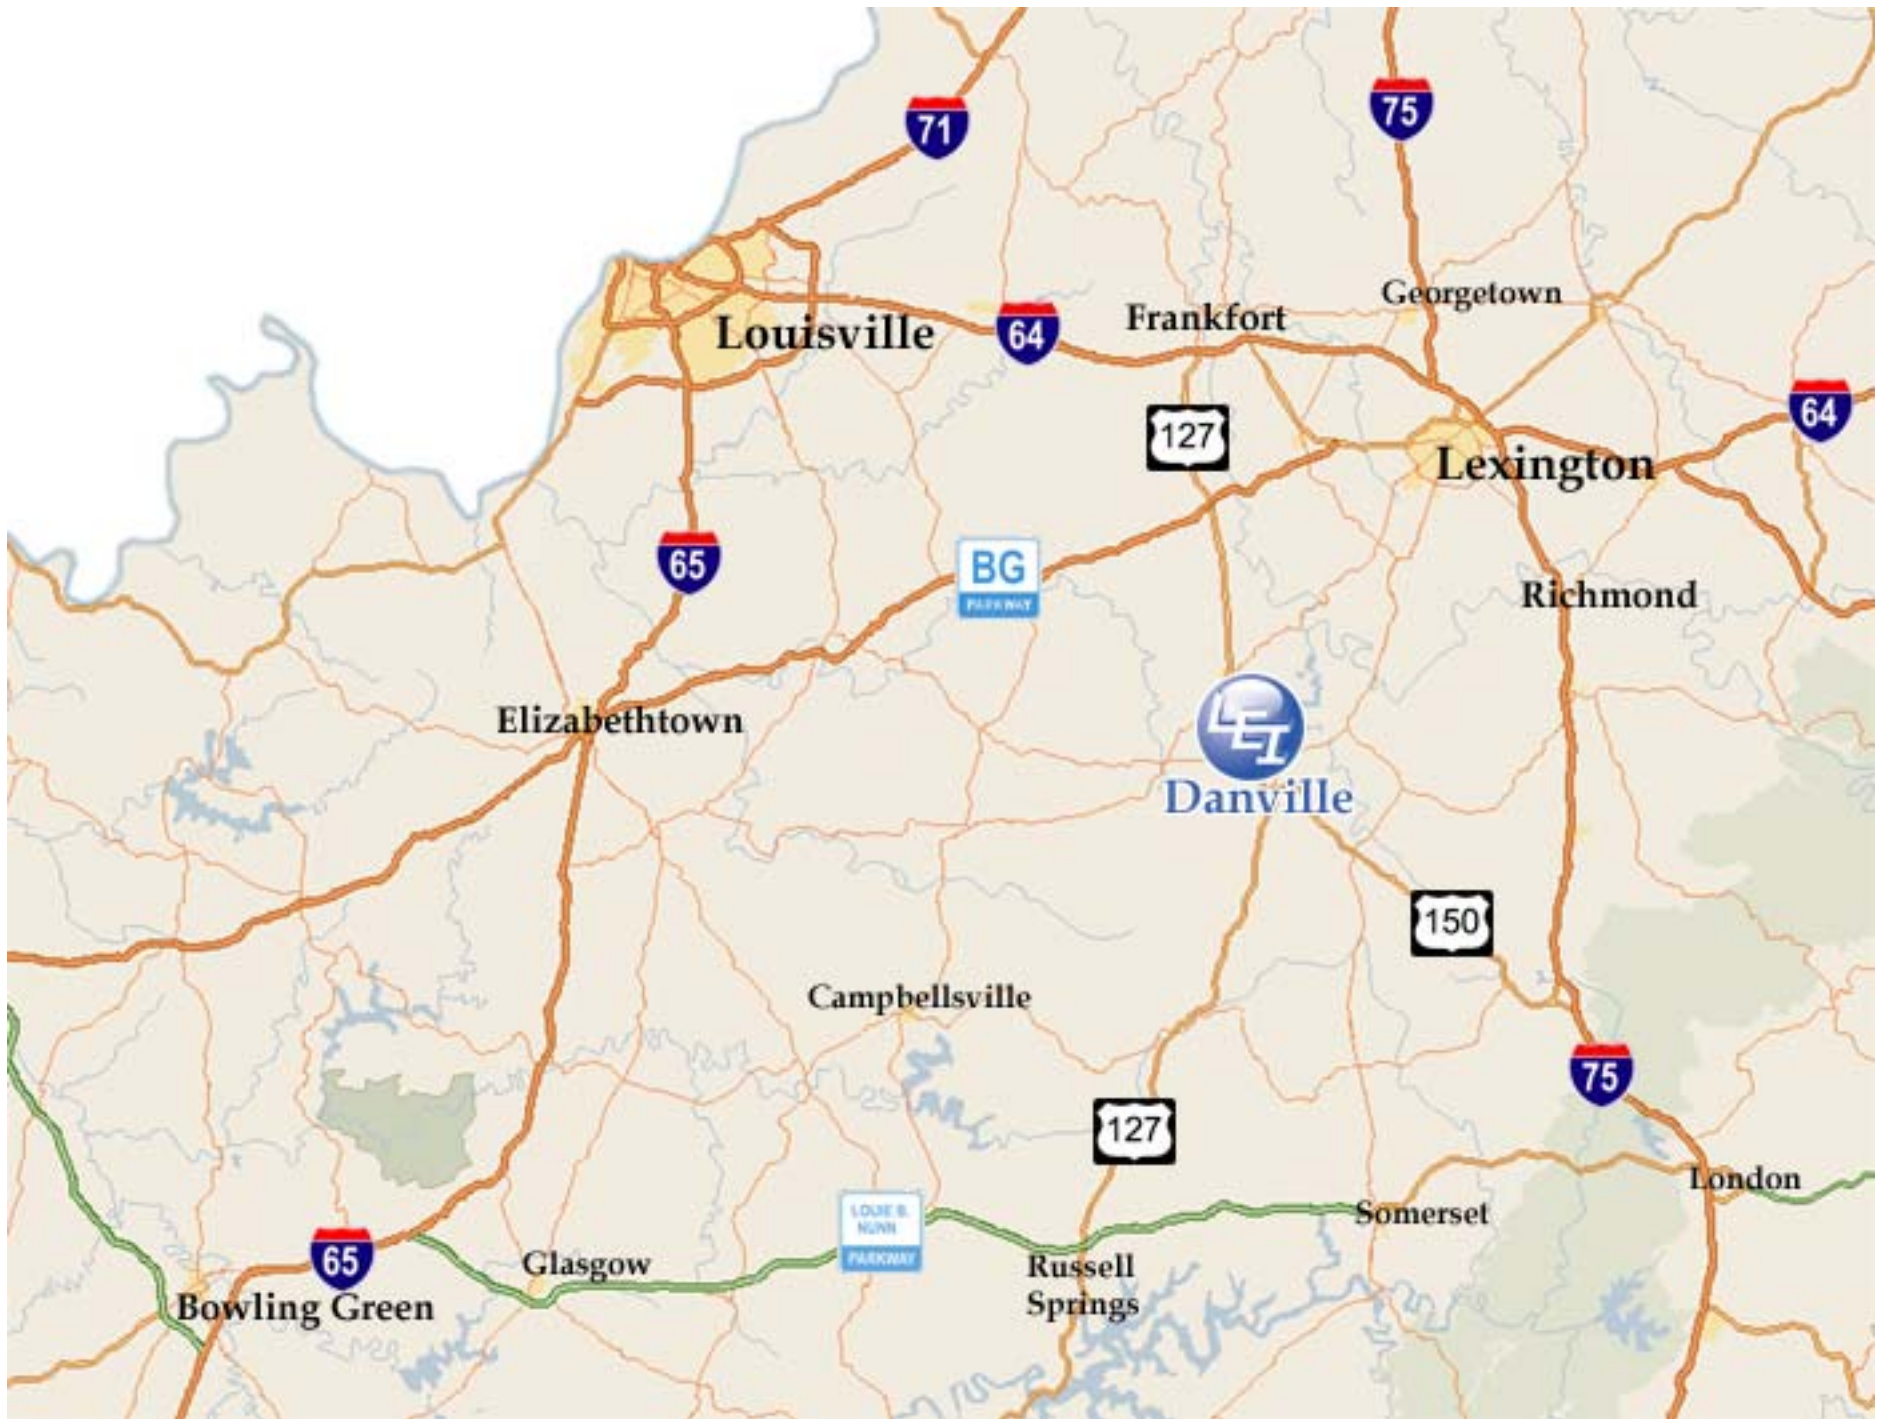 71
75
Georgetown
Frankfort
64
Louisville
64
127
Lexington
65
BG
PARKWAY
Richmond
Elizabethtown
LEI
Danville
150
Campbellsville
75
127
London
LOUIE B.
NUNN
PARKWAY
Somerset
65
Glasgow
Russell
Springs
Bowling Green